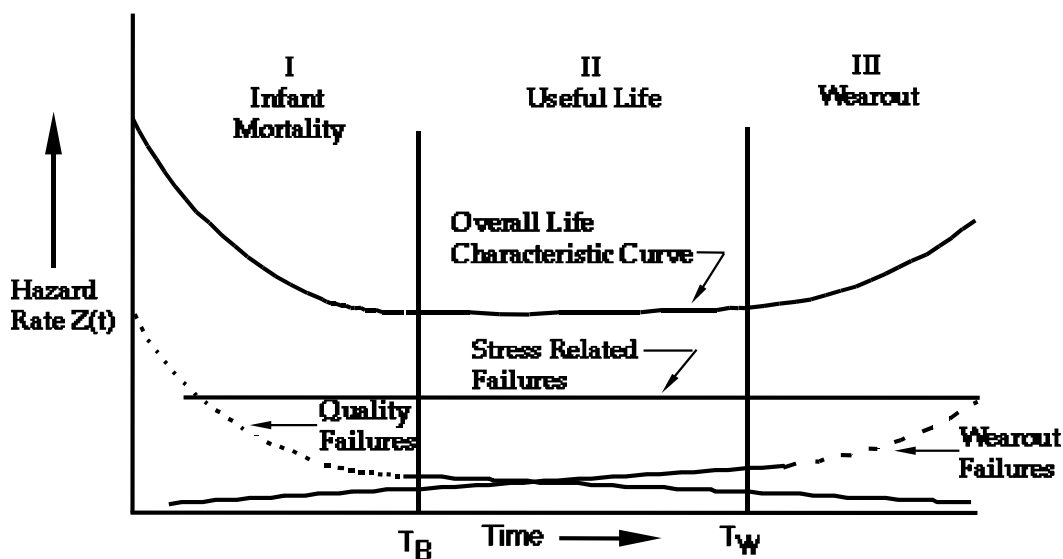 I
Infant
Mortality
II
Useful Life
III
Wearout
Overall Life
Characteristic Curve
Hazard
Rate Z(t)
Stress Related
Failures
Quality
Failures
Wearout
Failures
T_B
Time
T_W